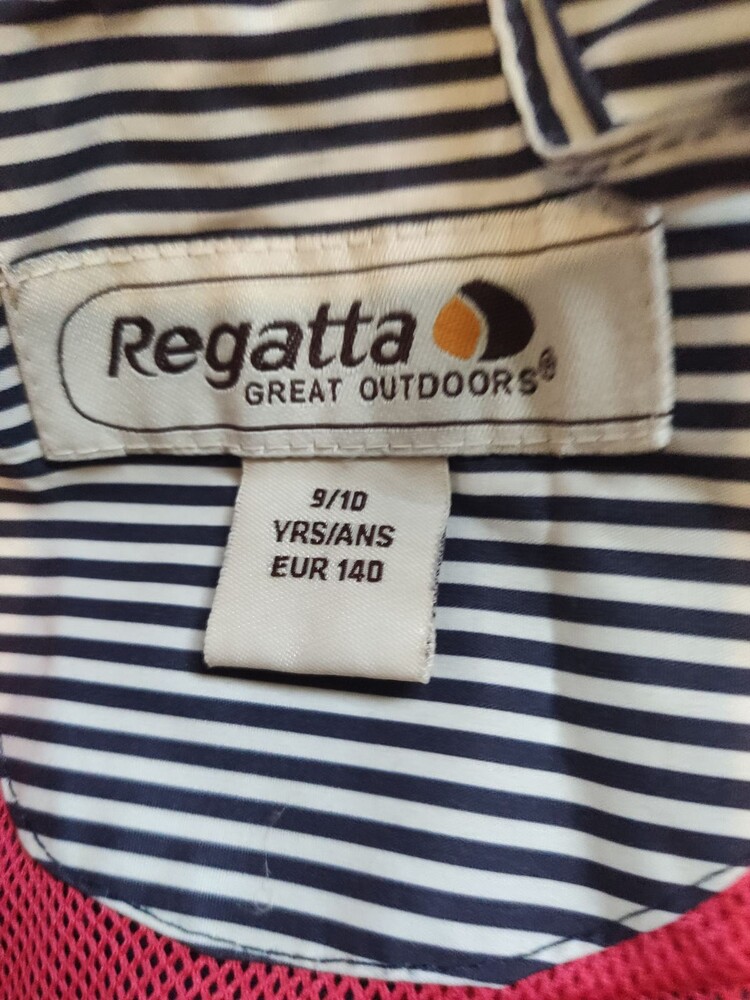 Regatta
GREAT OUTDOORS®
9/10
YRS/ANS
EUR 140